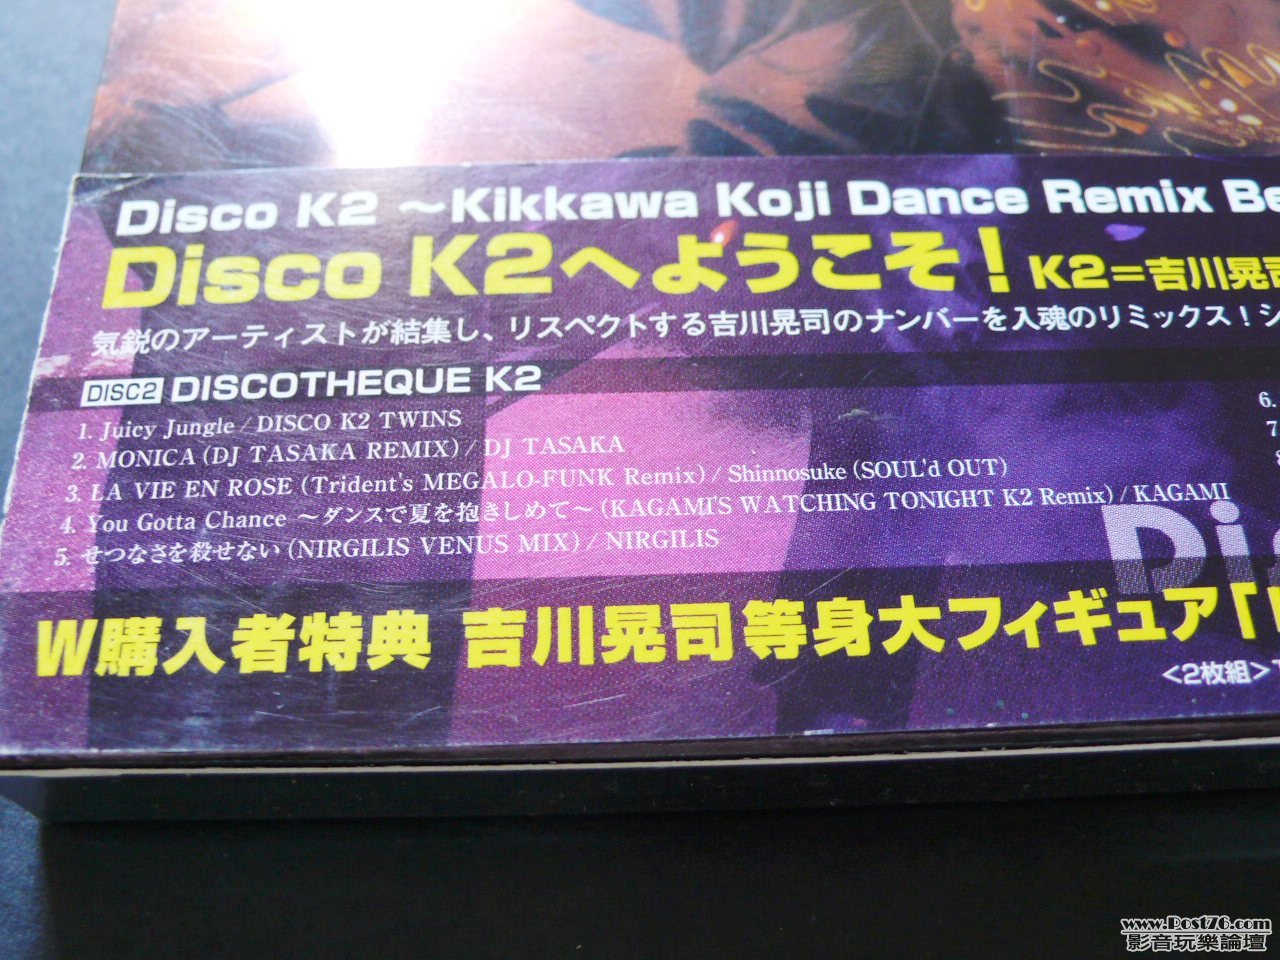 Disco K2 ～Kikkawa Koji Dance Remix Be
Disco K2へようこそ！ K2=吉川晃司
気鋭のアーティストが結集し、リスペクトする吉川晃司のナンバーを入魂のリミックス！シ
DISC2 DISCOTHEQUE K2
1. Juicy Jungle / DISCO K2 TWINS
2. MONICA (DJ TASAKA REMIX) / DJ TASAKA
3. LA VIE EN ROSE (Trident's MEGALO-FUNK Remix) / Shinnosuke (SOUL'd OUT)
4. You Gotta Chance ～ダンスで夏を抱きしめて～ (KAGAMI'S WATCHING TONIGHT K2 Remix) / KAGAMI
5. せつなさを殺せない (NIRGILIS VENUS MIX) / NIRGILIS
6.
7
Dis
W購入者特典 吉川晃司等身大フィギュア「
<2枚組>
www.Post76.com
影音玩樂論壇